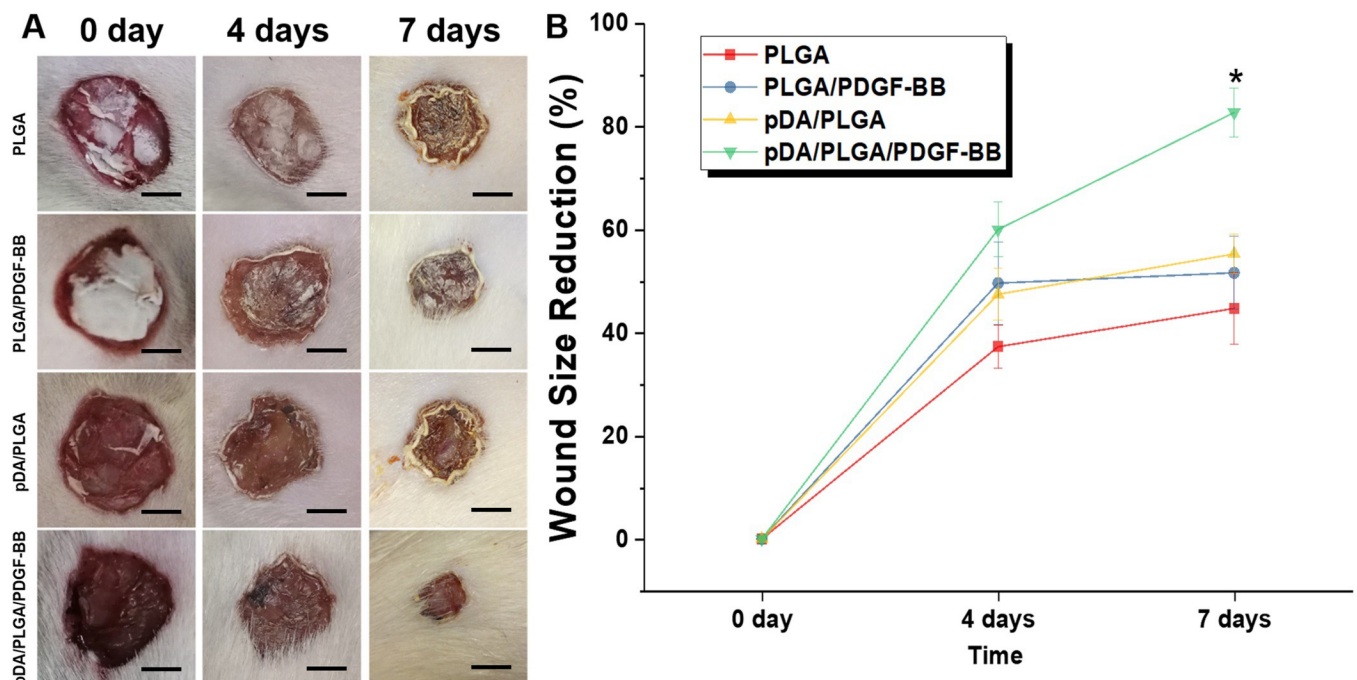 A 0 day 4 days 7 days
PLGA
PLGA/PDGF-BB
pDA/PLGA
pDA/PLGA/PDGF-BB
B
Wound Size Reduction (%)
100
80
60
40
20
0
PLGA
PLGA/PDGF-BB
pDA/PLGA
pDA/PLGA/PDGF-BB
*
0 day 4 days 7 days
Time